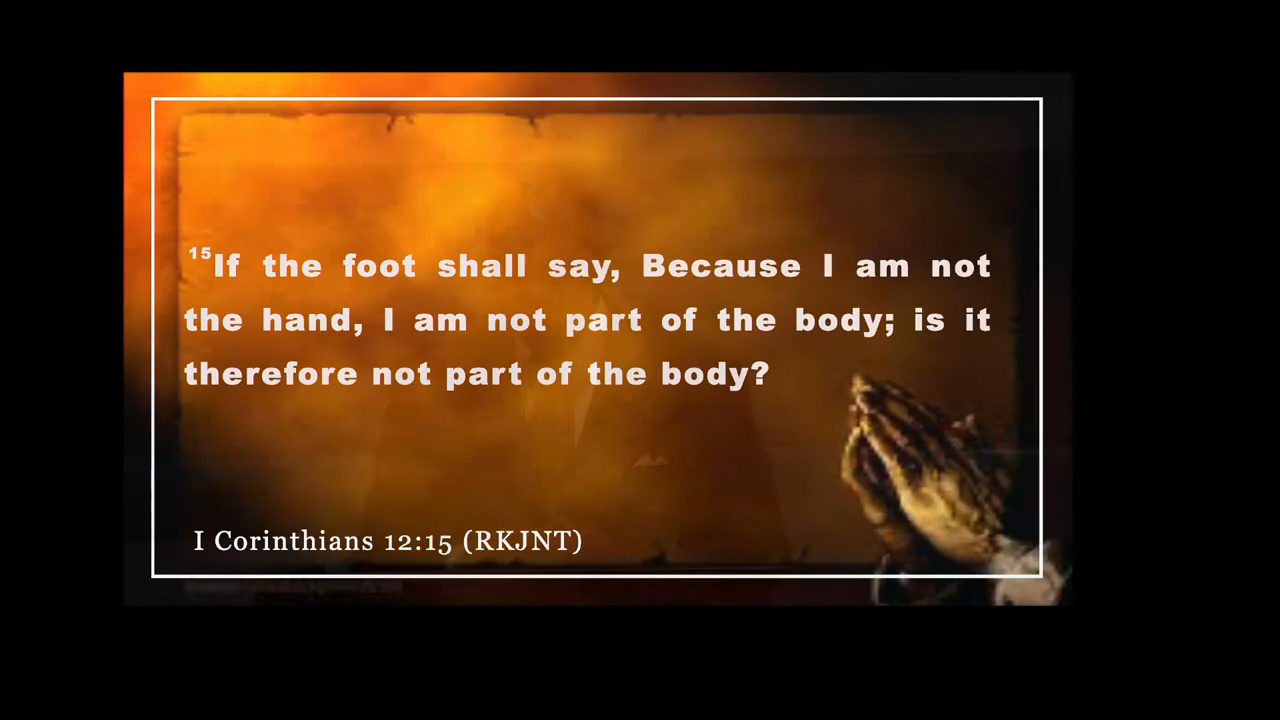 ¹⁵If the foot shall say, Because I am not
the hand, I am not part of the body; is it
therefore not part of the body?
I Corinthians 12:15 (RKJNT)